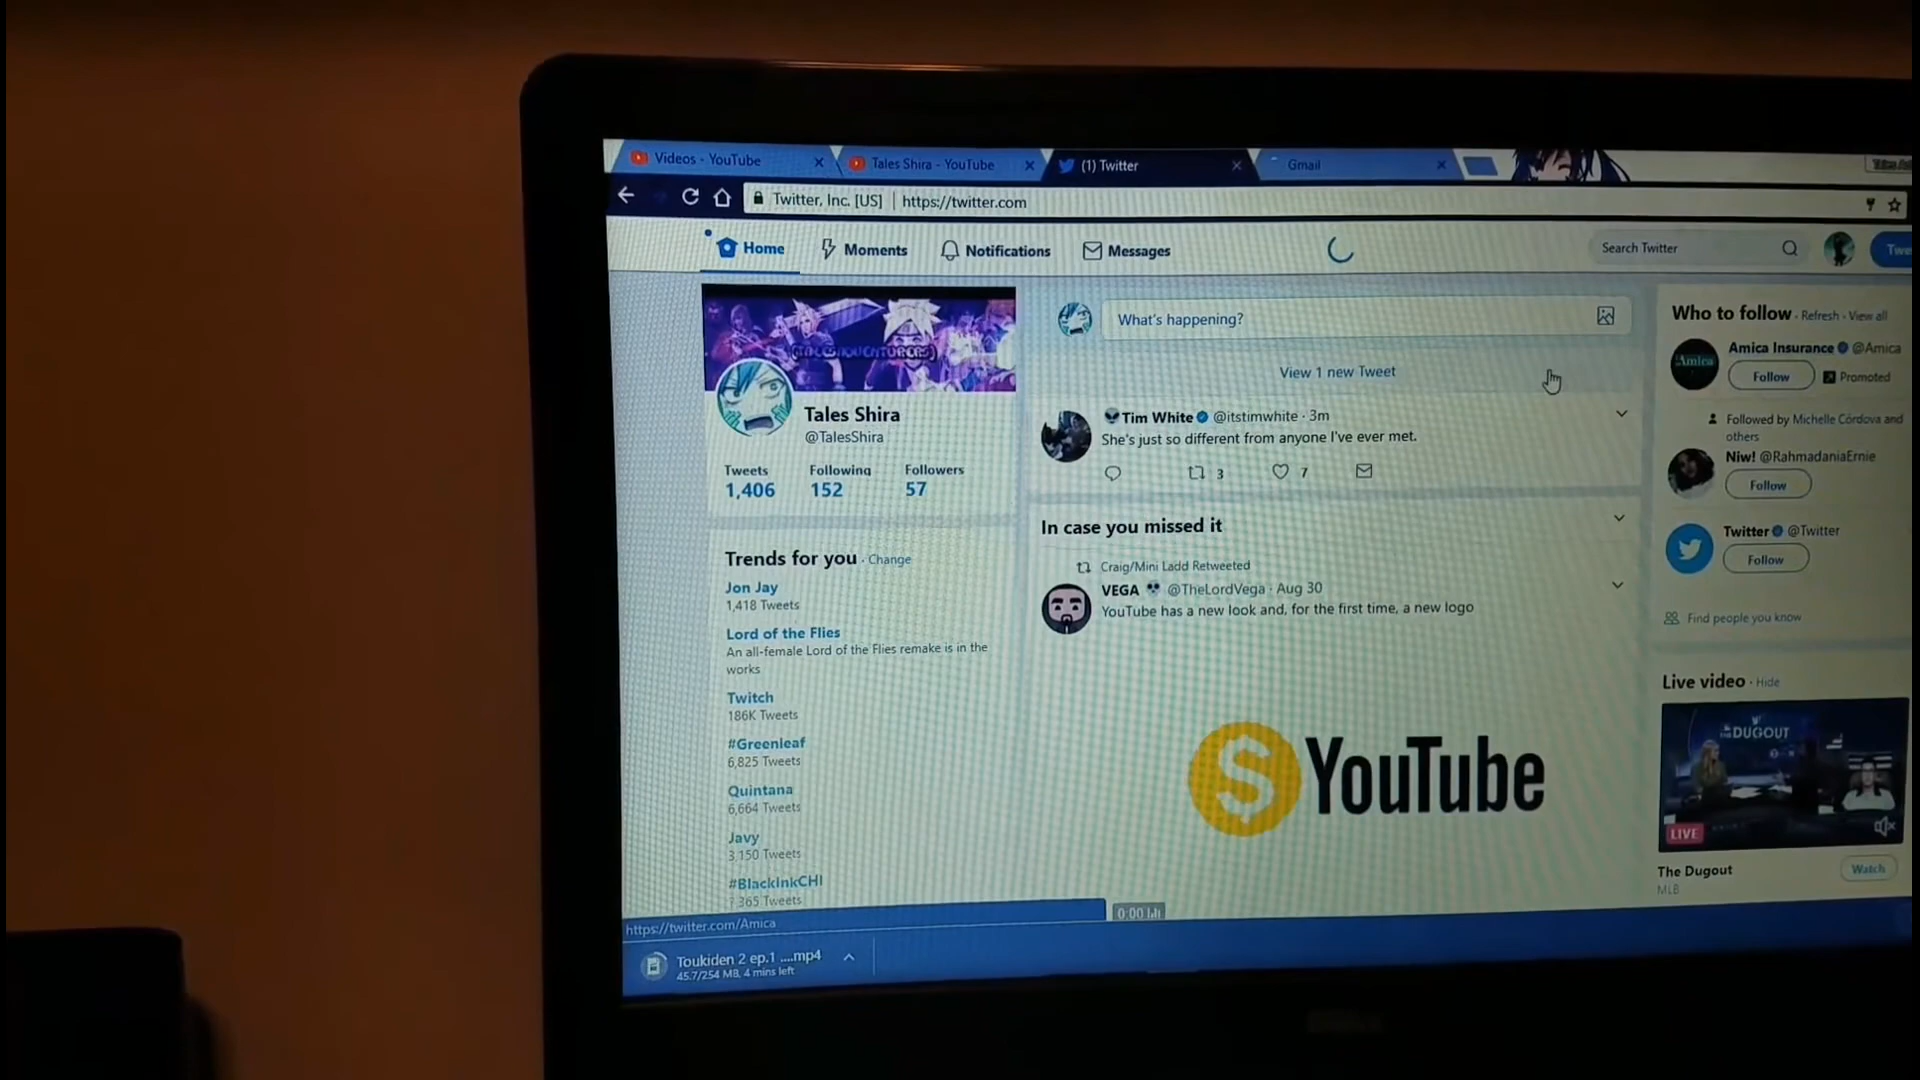 Videos - YouTube
Tales Shira - YouTube
(1) Twitter
Gmail
Twitter, Inc. [US] | https://twitter.com
Home
Moments
Notifications
Messages
Search Twitter
Twe
Tales Shira
@TalesShira
Tweets Following Followers
1,406 152 57
Trends for you · Change
Jon Jay
1,418 Tweets
Lord of the Flies
An all-female Lord of the Flies remake is in the
works
Twitch
186K Tweets
#Greenleaf
6,825 Tweets
Quintana
6,664 Tweets
Javy
3,150 Tweets
#BlackInkCHI
365 Tweets
What's happening?
View 1 new Tweet
Tim White @itstimwhite · 3m
She's just so different from anyone I've ever met.
3 7
In case you missed it
Craig/Mini Ladd Retweeted
VEGA @TheLordVega · Aug 30
YouTube has a new look and, for the first time, a new logo
$ YouTube
0:00
Who to follow · Refresh · View all
Amica
Amica Insurance @Amica
Follow
Promoted
Followed by Michelle Córdova and
others
Niw! @RahmadaniaErnie
Follow
Twitter @Twitter
Follow
Find people you know
Live video · Hide
DUGOUT
LIVE
The Dugout
MLB
Watch
https://twitter.com/Amica
Toukiden 2 ep.1 ....mp4
45.7/254 MB, 4 mins left